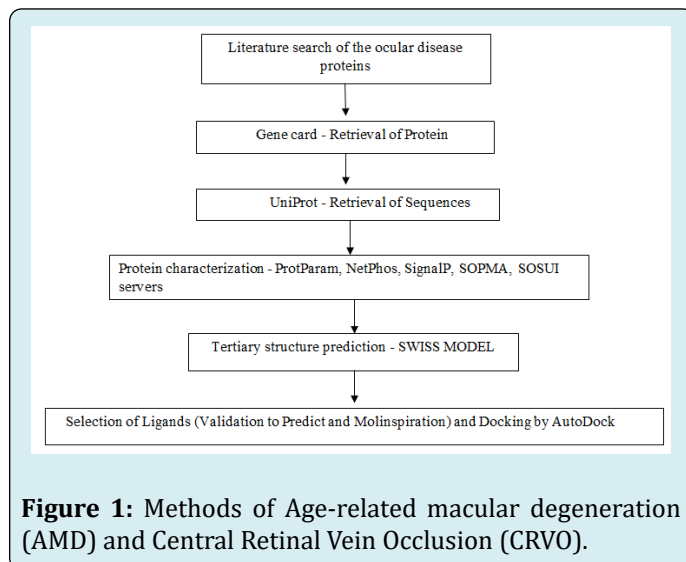 Literature search of the ocular disease
proteins
Gene card - Retrieval of Protein
UniProt - Retrieval of Sequences
Protein characterization - ProtParam, NetPhos, SignalP, SOPMA, SOSUI
servers
Tertiary structure prediction - SWISS MODEL
Selection of Ligands (Validation to Predict and Molinspiration) and Docking by AutoDock
Figure 1: Methods of Age-related macular degeneration
(AMD) and Central Retinal Vein Occlusion (CRVO).